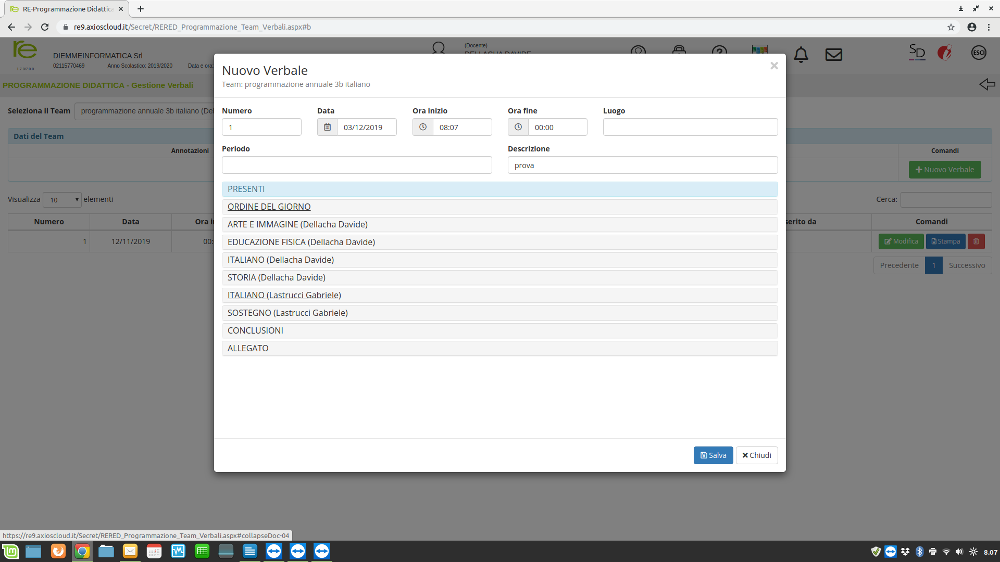 RE-Programmazione Didattica
re9.axioscloud.it/Secret/RERED_Programmazione_Team_Verbali.aspx#b
re
1.7.0/7.0.0
DIEMMEINFORMATICA Srl
02115770469 Anno Scolastico: 2019/2020 Data e ora:
(Docente)
DELLACHA DAVIDE
SD
ESCI
PROGRAMMAZIONE DIDATTICA - Gestione Verbali
Seleziona il Team programmazione annuale 3b italiano (Del
Dati del Team
Annotazioni
Comandi
Nuovo Verbale
Visualizza 10 elementi
Cerca:
Numero Data Ora i
serito da Comandi
1 12/11/2019 00:
Modifica Stampa
Precedente 1 Successivo
Nuovo Verbale
Team: programmazione annuale 3b italiano
Numero Data Ora inizio Ora fine Luogo
1 03/12/2019 08:07 00:00
Periodo Descrizione
prova
PRESENTI
ORDINE DEL GIORNO
ARTE E IMMAGINE (Dellacha Davide)
EDUCAZIONE FISICA (Dellacha Davide)
ITALIANO (Dellacha Davide)
STORIA (Dellacha Davide)
ITALIANO (Lastrucci Gabriele)
SOSTEGNO (Lastrucci Gabriele)
CONCLUSIONI
ALLEGATO
Salva Chiudi
https://re9.axioscloud.it/Secret/RERED_Programmazione_Team_Verbali.aspx#collapseDoc-04
8.07